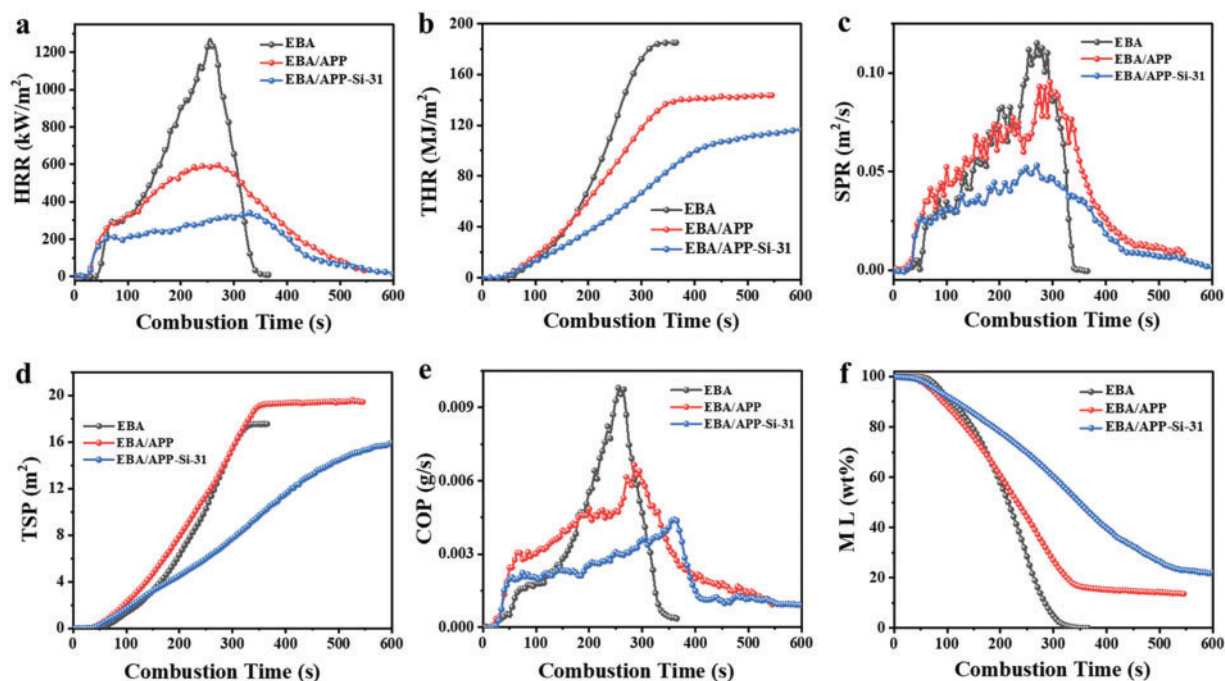 a
HRR (kW/m²)
1200
1000
800
600
400
200
0
EBA
EBA/APP
EBA/APP-Si-31
0 100 200 300 400 500 600
Combustion Time (s)
b
THR (MJ/m²)
200
160
120
80
40
0
EBA
EBA/APP
EBA/APP-Si-31
0 100 200 300 400 500 600
Combustion Time (s)
c
SPR (m²/s)
0.10
0.05
0.00
EBA
EBA/APP
EBA/APP-Si-31
0 100 200 300 400 500 600
Combustion Time (s)
d
TSP (m²)
20
16
12
8
4
0
EBA
EBA/APP
EBA/APP-Si-31
0 100 200 300 400 500 600
Combustion Time (s)
e
COP (g/s)
0.009
0.006
0.003
0.000
EBA
EBA/APP
EBA/APP-Si-31
0 100 200 300 400 500 600
Combustion Time (s)
f
ML (wt%)
100
80
60
40
20
0
EBA
EBA/APP
EBA/APP-Si-31
0 100 200 300 400 500 600
Combustion Time (s)